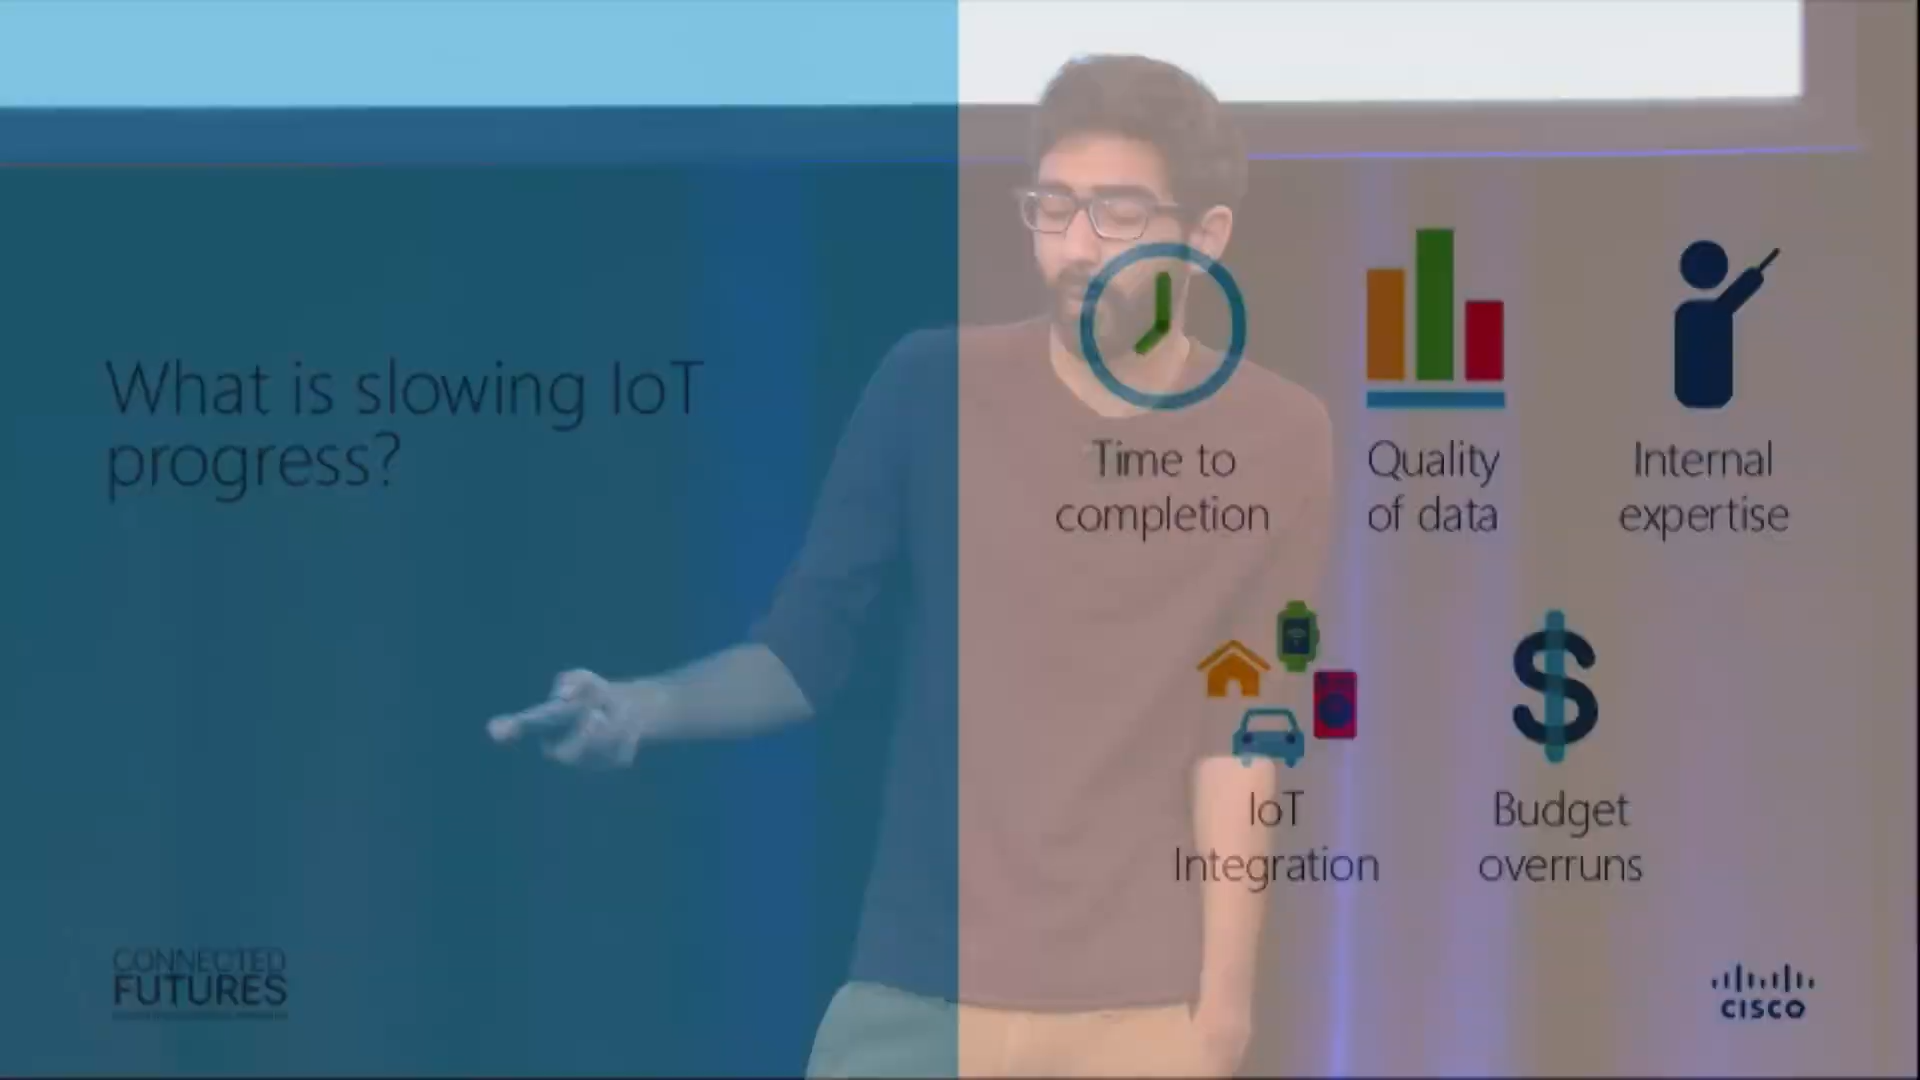 What is slowing IoT
progress?
Time to
completion
Quality
of data
Internal
expertise
IoT
Integration
Budget
overruns
CONNECTED
FUTURES
CISCO